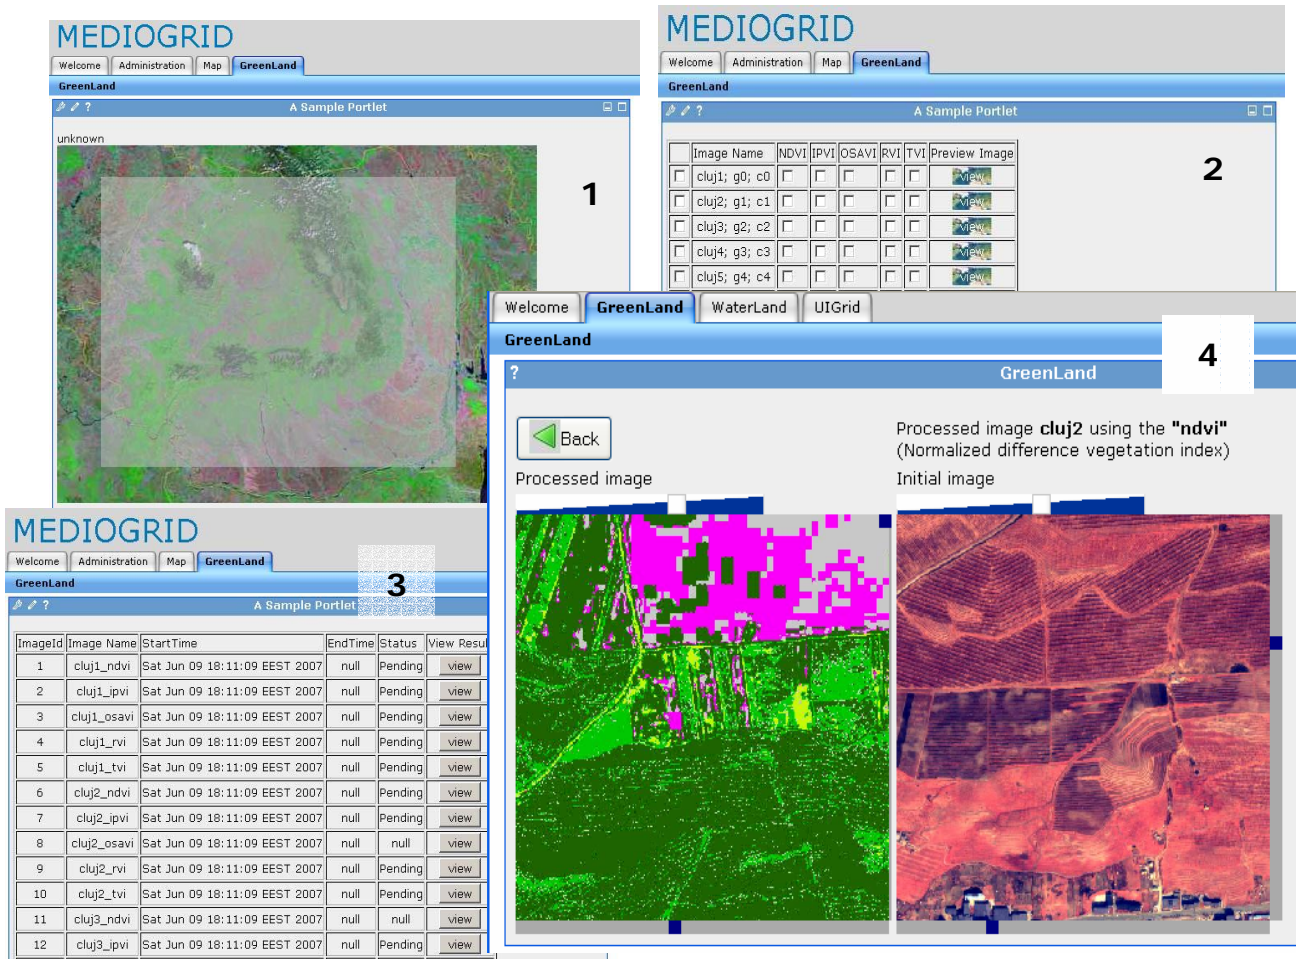 MEDIOGRID
Welcome Administration Map GreenLand
GreenLand
? A Sample Portlet
unknown
1
MEDIOGRID
Welcome Administration Map GreenLand
GreenLand
? A Sample Portlet
2
Image Name NDVI IPVI OSAVI RVI TVI Preview Image
cluj1; g0; c0 view
cluj2; g1; c1 view
cluj3; g2; c2 view
cluj4; g3; c3 view
cluj5; g4; c4 view
MEDIOGRID
Welcome Administration Map GreenLand
GreenLand
3
? A Sample Portlet
ImageId Image Name StartTime EndTime Status View Resul
1 cluj1_ndvi Sat Jun 09 18:11:09 EEST 2007 null Pending view
2 cluj1_ipvi Sat Jun 09 18:11:09 EEST 2007 null Pending view
3 cluj1_osavi Sat Jun 09 18:11:09 EEST 2007 null Pending view
4 cluj1_rvi Sat Jun 09 18:11:09 EEST 2007 null Pending view
5 cluj1_tvi Sat Jun 09 18:11:09 EEST 2007 null Pending view
6 cluj2_ndvi Sat Jun 09 18:11:09 EEST 2007 null Pending view
7 cluj2_ipvi Sat Jun 09 18:11:09 EEST 2007 null Pending view
8 cluj2_osavi Sat Jun 09 18:11:09 EEST 2007 null null view
9 cluj2_rvi Sat Jun 09 18:11:09 EEST 2007 null Pending view
10 cluj2_tvi Sat Jun 09 18:11:09 EEST 2007 null Pending view
11 cluj3_ndvi Sat Jun 09 18:11:09 EEST 2007 null null view
12 cluj3_ipvi Sat Jun 09 18:11:09 EEST 2007 null Pending view
Welcome GreenLand WaterLand UIGrid
GreenLand
4
? GreenLand
Back
Processed image cluj2 using the "ndvi"
(Normalized difference vegetation index)
Processed image
Initial image